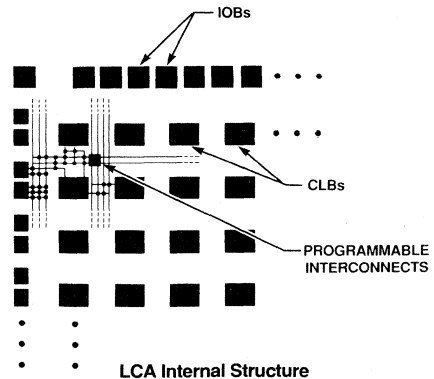 IOBs
CLBs
PROGRAMMABLE
INTERCONNECTS
LCA Internal Structure